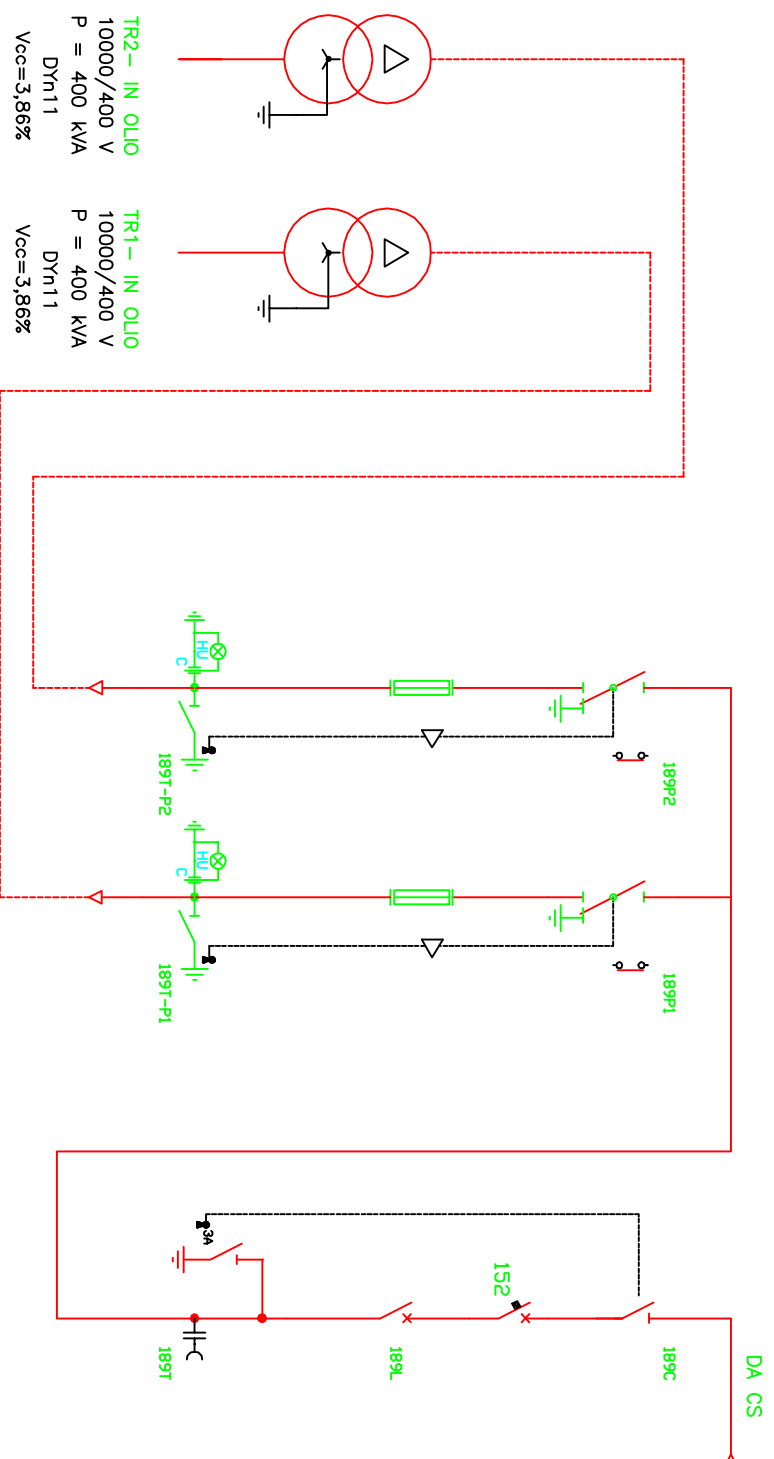 TR2- IN OLIO
10000/400 V
P = 400 kVA
DYn11
Vcc=3,86%
TR1- IN OLIO
10000/400 V
P = 400 kVA
DYn11
Vcc=3,86%
HU
C
189T-P2
189P2
HU
C
189T-P1
189P1
3A
152
189T
189L
189C
DA CS